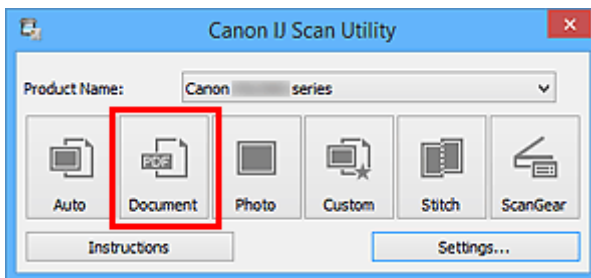 Canon IJ Scan Utility
Product Name: Canon series
PDF
Auto Document Photo Custom Stitch ScanGear
Instructions Settings...